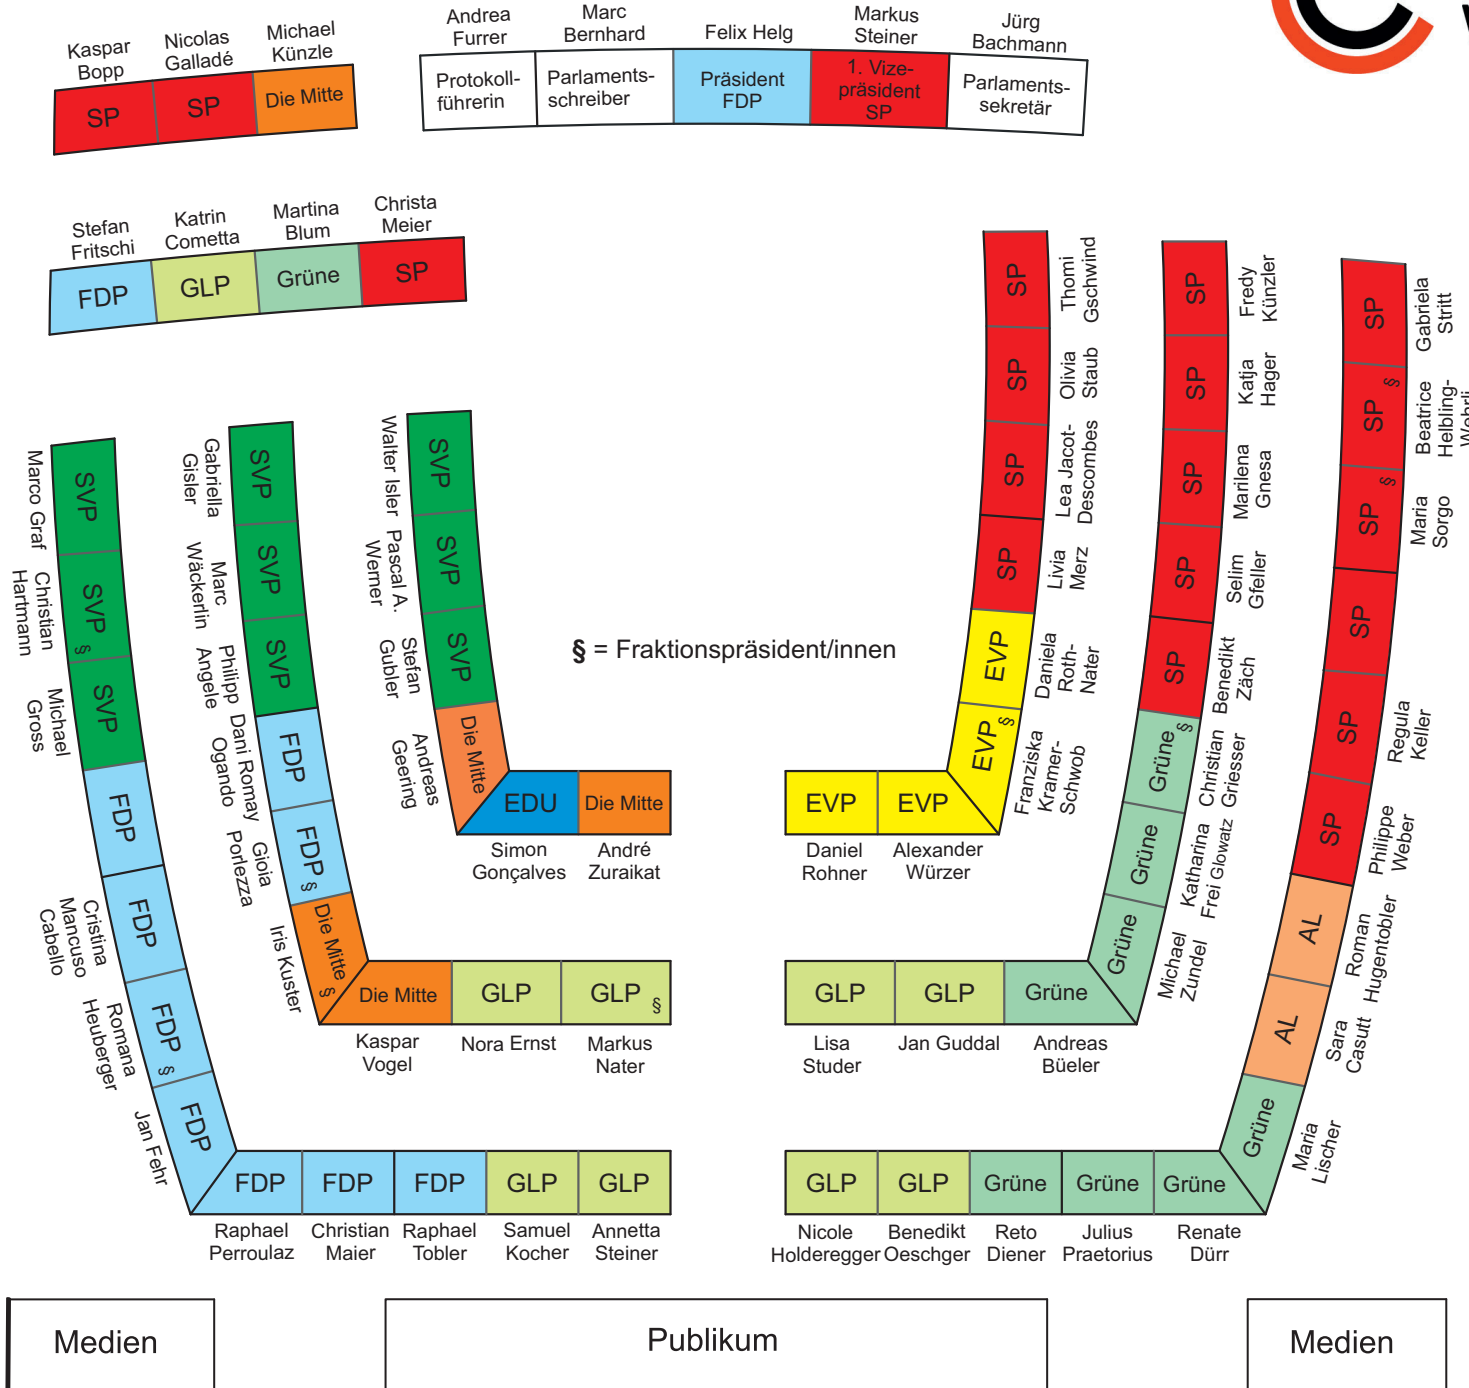 Kaspar
Bopp
Nicolas
Galladé
Michael
Künzle
SP
SP
Die Mitte
Andrea
Furrer
Marc
Bernhard
Felix Helg
Markus
Steiner
Jürg
Bachmann
Protokoll-
führerin
Parlaments-
schreiber
Präsident
FDP
1. Vize-
präsident
SP
Parlaments-
sekretär
Stefan
Fritschi
Katrin
Cometta
Martina
Blum
Christa
Meier
FDP
GLP
Grüne
SP
Marco Graf
SVP
Christian
Hartmann
SVP §
Michael
Gross
SVP
FDP
Cristina
Mancuso
Cabello
FDP
Romana
Heuberger
FDP §
Jan Fehr
FDP
Gabriella
Gisler
SVP
Marc
Wäckerlin
SVP
Philipp
Angele
SVP
Dani Romay
Ogando
FDP
Gioia
Porlezza
FDP §
Iris Kuster
Die Mitte §
Walter Isler
SVP
Pascal A.
Werner
SVP
Stefan
Gubler
SVP
Andreas
Geering
Die Mitte
EDU
Die Mitte
Simon
Gonçalves
André
Zuraikat
§ = Fraktionspräsident/innen
SP
Thomi
Gschwind
SP
Olivia
Staub
SP
Lea Jacot-
Descombes
SP
Livia
Merz
EVP
Daniela
Roth-
Nater
EVP §
Franziska
Kramer-
Schwob
EVP
EVP
Daniel
Rohner
Alexander
Würzer
SP
Fredy
Künzler
SP
Katja
Hager
SP
Marilena
Gnesa
SP
Selim
Gfeller
SP
Benedikt
Zäch
Grüne §
Christian
Griesser
Grüne
Katharina
Frei Glowatz
Grüne
Michael
Zundel
SP
Gabriela
Stritt
SP §
Beatrice
Helbling-
Wehrli
SP §
Maria
Sorgo
SP
SP
Regula
Keller
SP
Philippe
Weber
AL
Roman
Hugentobler
AL
Sara
Casutt
Grüne
Maria
Lischer
Die Mitte
GLP
GLP §
Kaspar
Vogel
Nora Ernst
Markus
Nater
GLP
GLP
Grüne
Lisa
Studer
Jan Guddal
Andreas
Büeler
FDP
FDP
FDP
GLP
GLP
Raphael
Perroulaz
Christian
Maier
Raphael
Tobler
Samuel
Kocher
Annetta
Steiner
GLP
GLP
Grüne
Grüne
Grüne
Nicole
Holderegger
Benedikt
Oeschger
Reto
Diener
Julius
Praetorius
Renate
Dürr
Medien
Publikum
Medien